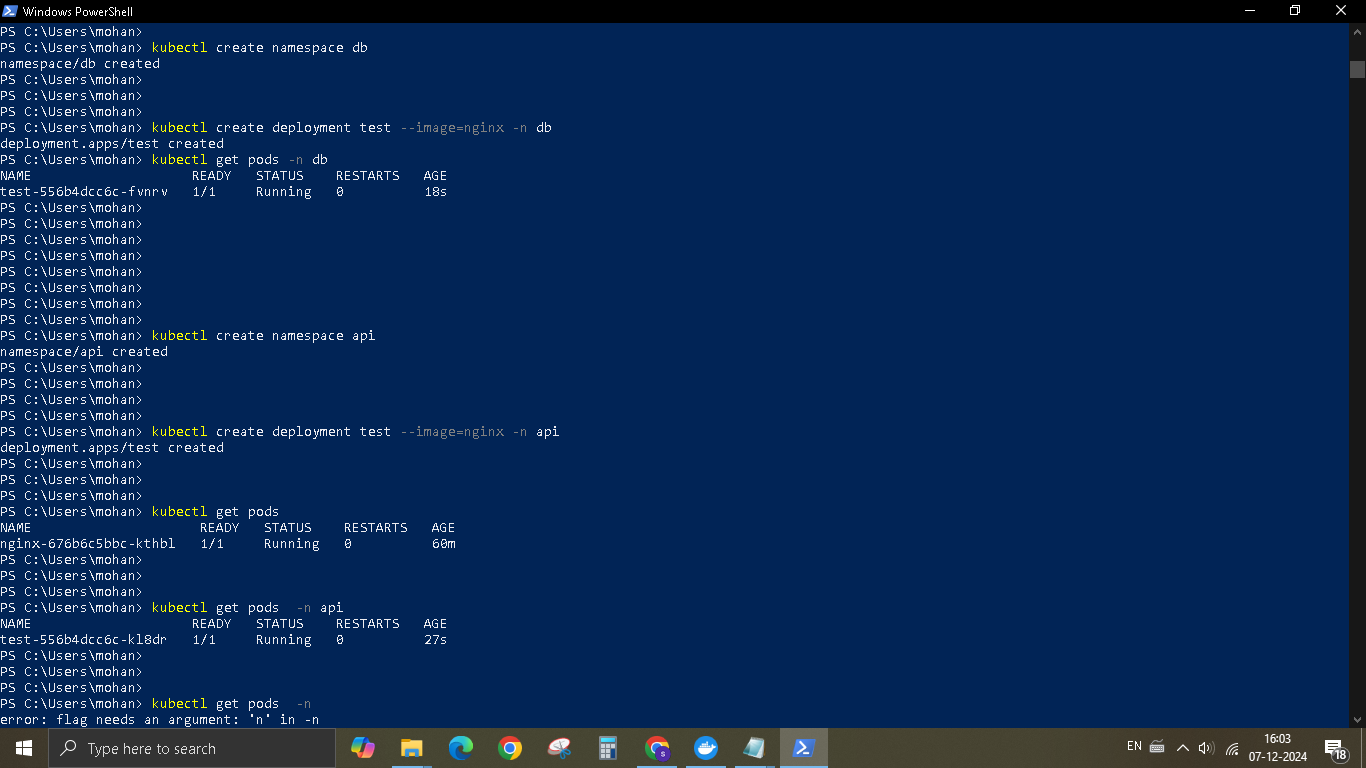 Windows PowerShell
PS C:\Users\mohan>
PS C:\Users\mohan> kubectl create namespace db
namespace/db created
PS C:\Users\mohan>
PS C:\Users\mohan>
PS C:\Users\mohan>
PS C:\Users\mohan> kubectl create deployment test --image=nginx -n db
deployment.apps/test created
PS C:\Users\mohan> kubectl get pods -n db
NAME READY STATUS RESTARTS AGE
test-556b4dcc6c-fvnrv 1/1 Running 0 18s
PS C:\Users\mohan>
PS C:\Users\mohan>
PS C:\Users\mohan>
PS C:\Users\mohan>
PS C:\Users\mohan>
PS C:\Users\mohan>
PS C:\Users\mohan>
PS C:\Users\mohan>
PS C:\Users\mohan> kubectl create namespace api
namespace/api created
PS C:\Users\mohan>
PS C:\Users\mohan>
PS C:\Users\mohan>
PS C:\Users\mohan>
PS C:\Users\mohan> kubectl create deployment test --image=nginx -n api
deployment.apps/test created
PS C:\Users\mohan>
PS C:\Users\mohan>
PS C:\Users\mohan>
PS C:\Users\mohan> kubectl get pods
NAME READY STATUS RESTARTS AGE
nginx-676b6c5bbc-kthbl 1/1 Running 0 60m
PS C:\Users\mohan>
PS C:\Users\mohan>
PS C:\Users\mohan>
PS C:\Users\mohan> kubectl get pods  -n api
NAME READY STATUS RESTARTS AGE
test-556b4dcc6c-kl8dr 1/1 Running 0 27s
PS C:\Users\mohan>
PS C:\Users\mohan>
PS C:\Users\mohan>
PS C:\Users\mohan> kubectl get pods  -n
error: flag needs an argument: 'n' in -n
Type here to search
EN
16:03
07-12-2024
18